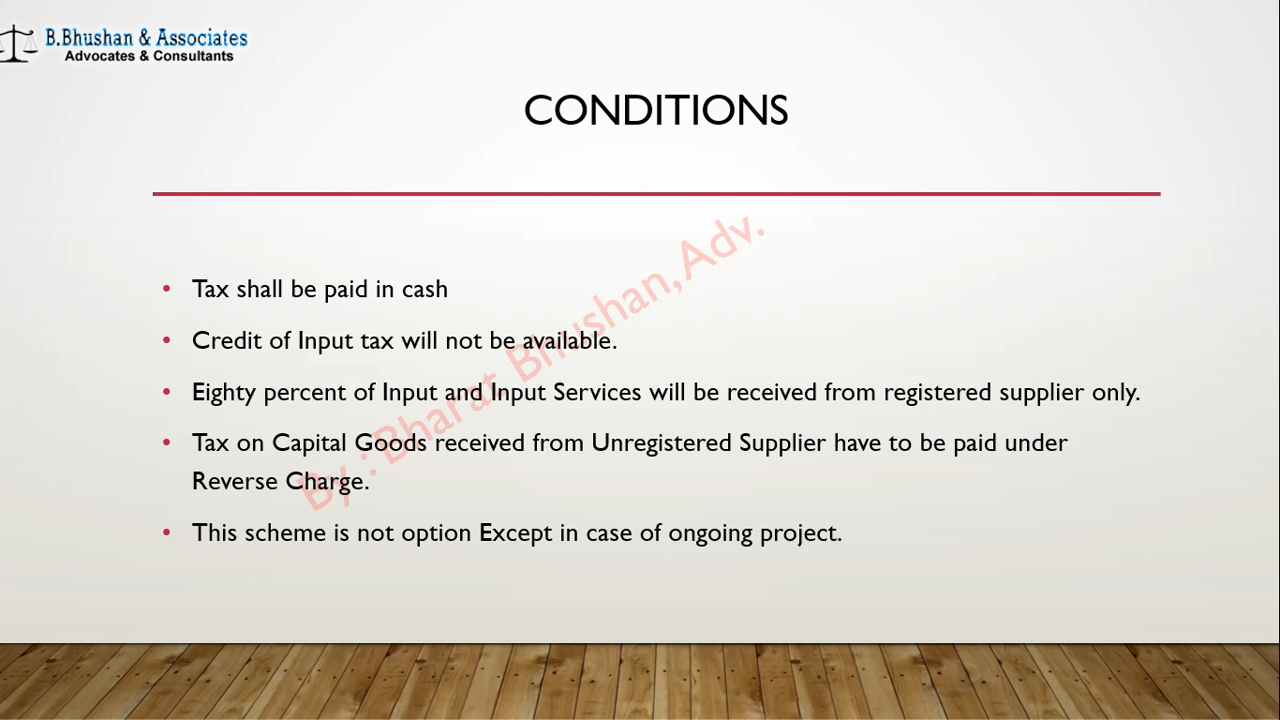 B.Bhushan & Associates
Advocates & Consultants
CONDITIONS
• Tax shall be paid in cash
• Credit of Input tax will not be available.
• Eighty percent of Input and Input Services will be received from registered supplier only.
• Tax on Capital Goods received from Unregistered Supplier have to be paid under
Reverse Charge.
• This scheme is not option Except in case of ongoing project.
By : Bharat Bhushan, Adv.